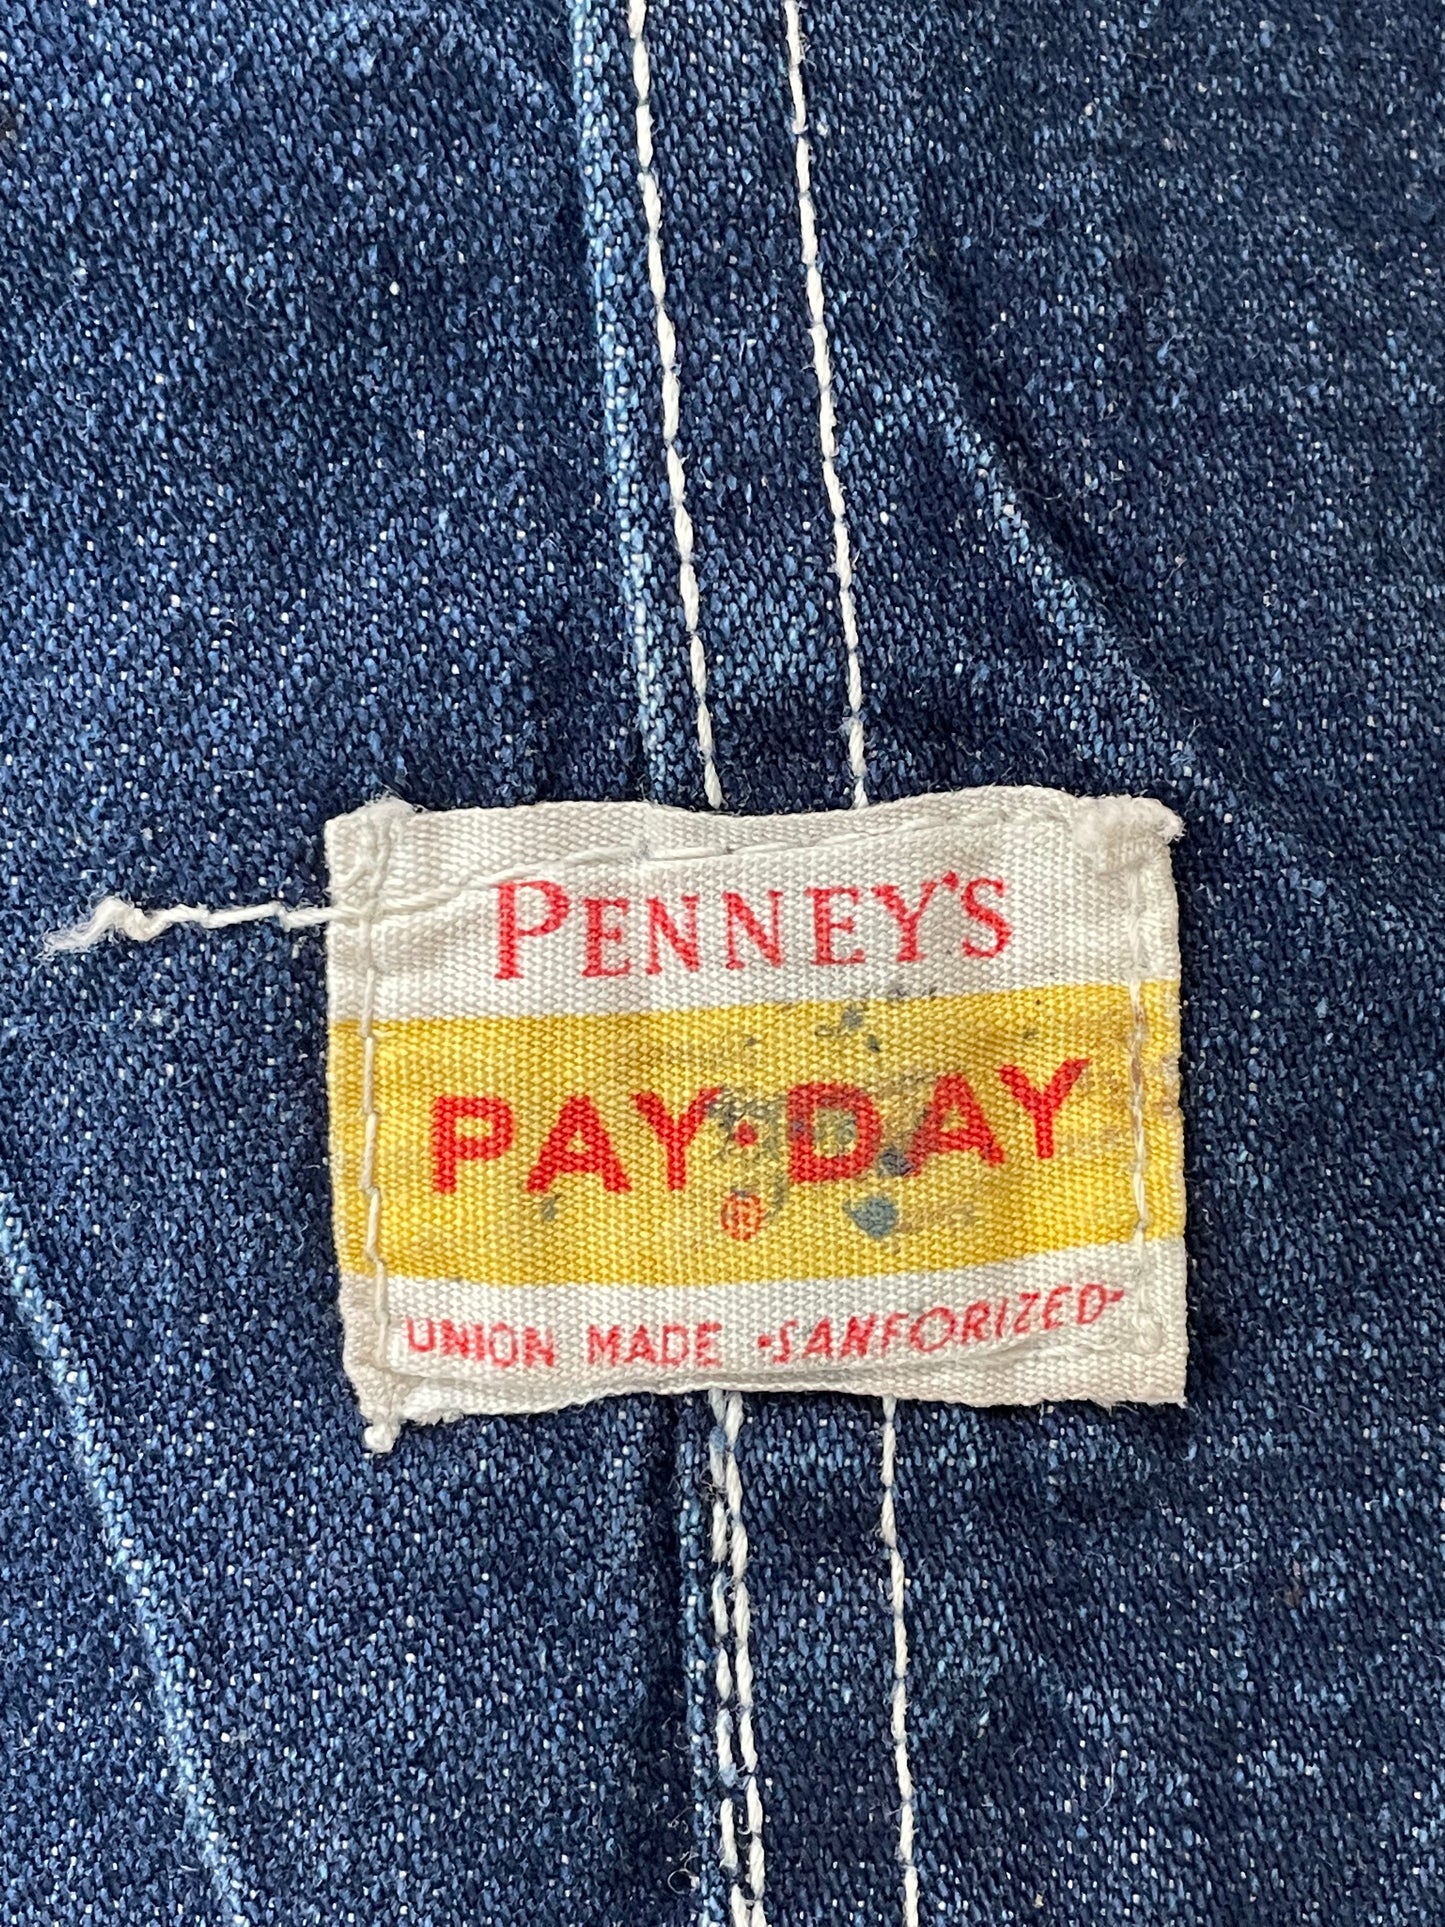 PENNEY'S
PAY•DAY
®
UNION MADE •SANFORIZED•